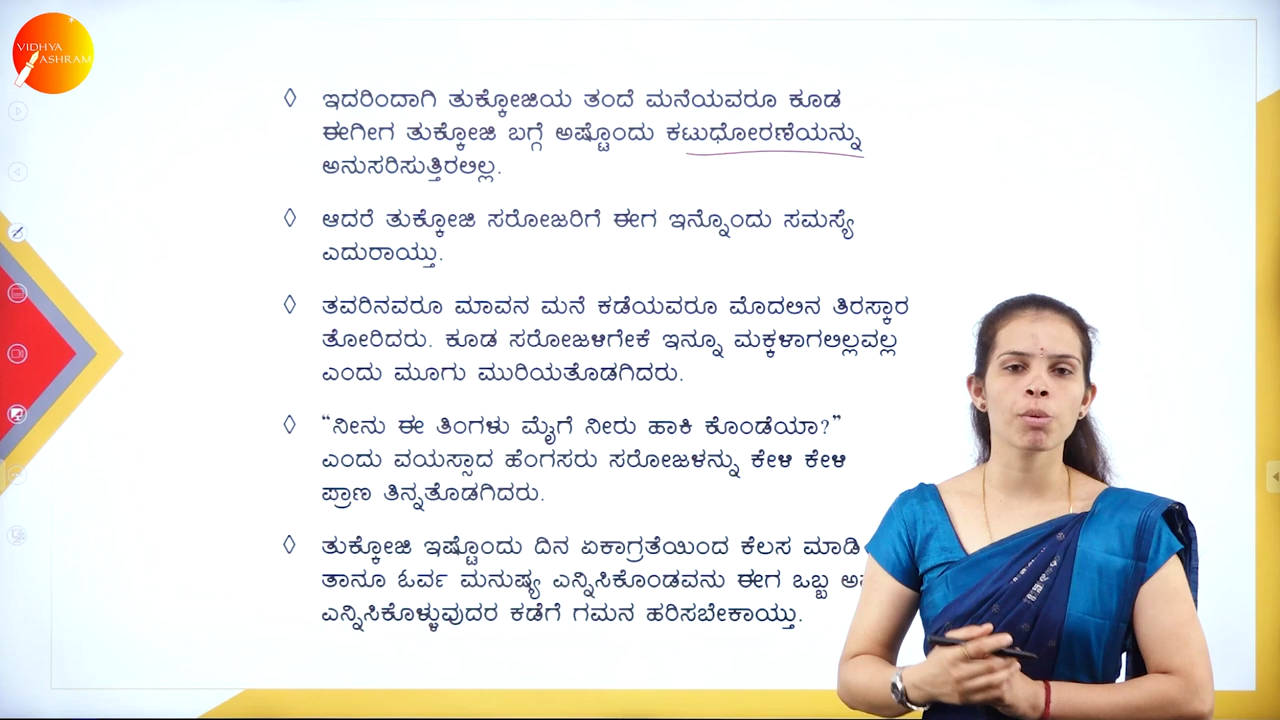 VIDHYA
ASHRAM
ಇದರಿಂದಾಗಿ ತುಕ್ಕೋಜಿಯ ತಂದೆ ಮನೆಯವರೂ ಕೂಡ
ಈಗೀಗ ತುಕ್ಕೋಜಿ ಬಗ್ಗೆ ಅಷ್ಟೊಂದು ಕಟುಧೋರಣೆಯನ್ನು
ಅನುಸರಿಸುತ್ತಿರಲಿಲ್ಲ.
ಆದರೆ ತುಕ್ಕೋಜಿ ಸರೋಜರಿಗೆ ಈಗ ಇನ್ನೊಂದು ಸಮಸ್ಯೆ
ಎದುರಾಯ್ತು.
ತವರಿನವರೂ ಮಾವನ ಮನೆ ಕಡೆಯವರೂ ಮೊದಲಿನ ತಿರಸ್ಕಾರ
ತೋರಿದರು. ಕೂಡ ಸರೋಜಳಿಗೇಕೆ ಇನ್ನೂ ಮಕ್ಕಳಾಗಲಿಲ್ಲವಲ್ಲ
ಎಂದು ಮೂಗು ಮುರಿಯತೊಡಗಿದರು.
“ನೀನು ಈ ತಿಂಗಳು ಮೈಗೆ ನೀರು ಹಾಕಿ ಕೊಂಡೆಯಾ?”
ಎಂದು ವಯಸ್ಸಾದ ಹೆಂಗಸರು ಸರೋಜಳನ್ನು ಕೇಳಿ ಕೇಳಿ
ಪ್ರಾಣ ತಿನ್ನತೊಡಗಿದರು.
ತುಕ್ಕೋಜಿ ಇಷ್ಟೊಂದು ದಿನ ಏಕಾಗ್ರತೆಯಿಂದ ಕೆಲಸ ಮಾಡಿ
ತಾನೂ ಓರ್ವ ಮನುಷ್ಯ ಎನ್ನಿಸಿಕೊಂಡವನು ಈಗ ಒಬ್ಬ
ಎನ್ನಿಸಿಕೊಳ್ಳುವುದರ ಕಡೆಗೆ ಗಮನ ಹರಿಸಬೇಕಾಯ್ತು.